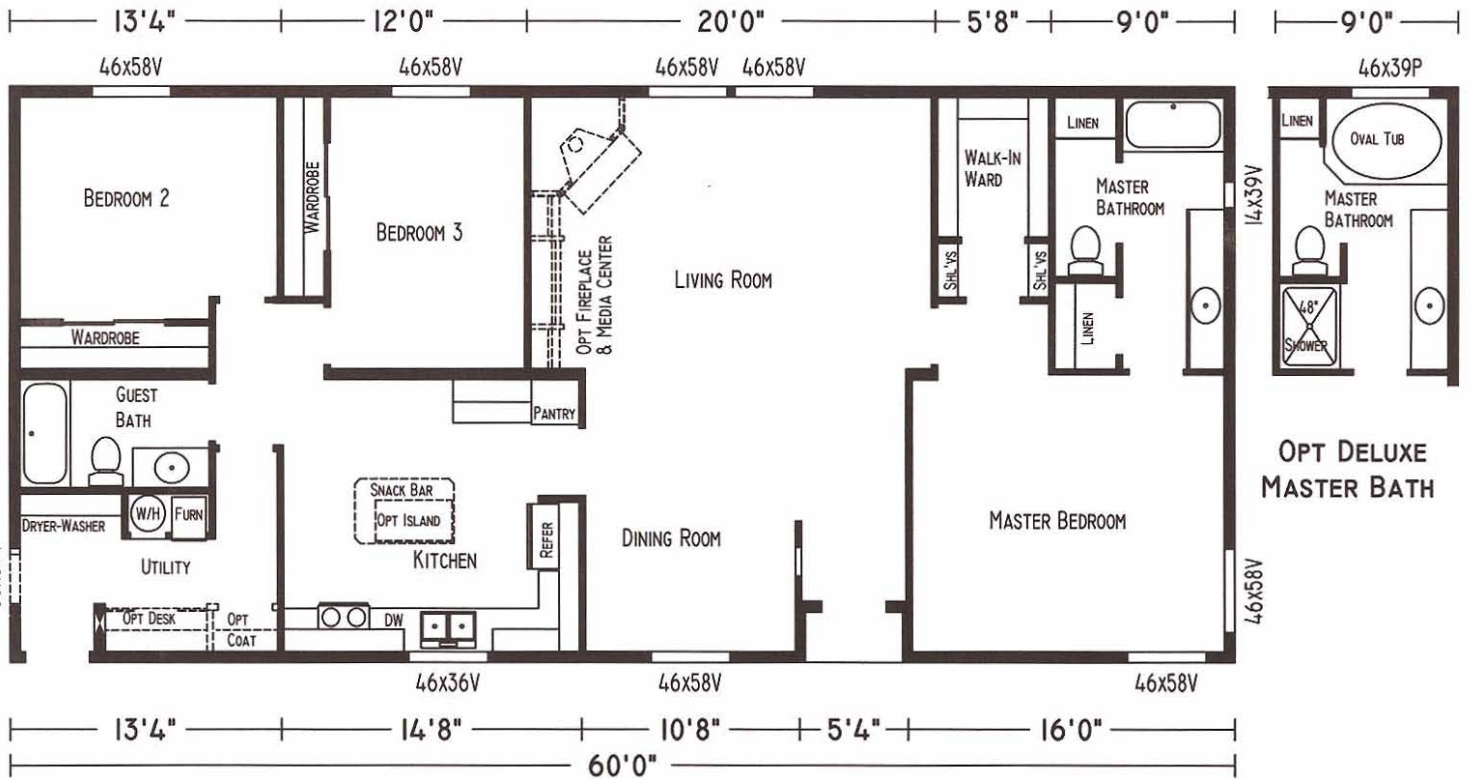 13'4" 12'0" 20'0" 5'8" 9'0" 9'0"
46x58V 46x58V 46x58V 46x58V 46x39P
BEDROOM 2
WARDROBE
WARDROBE
BEDROOM 3
OPT FIREPLACE
& MEDIA CENTER
LIVING ROOM
WALK-IN
WARD
SHL'VS
SHL'VS
LINEN
MASTER
BATHROOM
LINEN
14x39V
LINEN
OVAL TUB
MASTER
BATHROOM
48"
SHOWER
OPT DELUXE
MASTER BATH
GUEST
BATH
PANTRY
DRYER-WASHER
W/H
FURN
UTILITY
OPT DESK
OPT
COAT
SNACK BAR
OPT ISLAND
KITCHEN
REFER
DW
DINING ROOM
MASTER BEDROOM
46x58V
46x36V 46x58V 46x58V
13'4" 14'8" 10'8" 5'4" 16'0"
60'0"